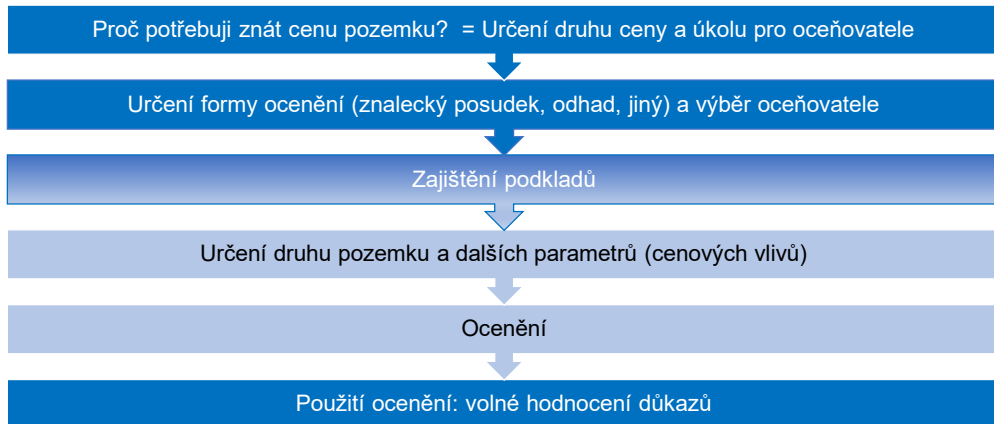 Proč potřebuji znát cenu pozemku?  = Určení druhu ceny a úkolu pro oceňovatele
Určení formy ocenění (znalecký posudek, odhad, jiný) a výběr oceňovatele
Zajištění podkladů
Určení druhu pozemku a dalších parametrů (cenových vlivů)
Ocenění
Použití ocenění: volné hodnocení důkazů